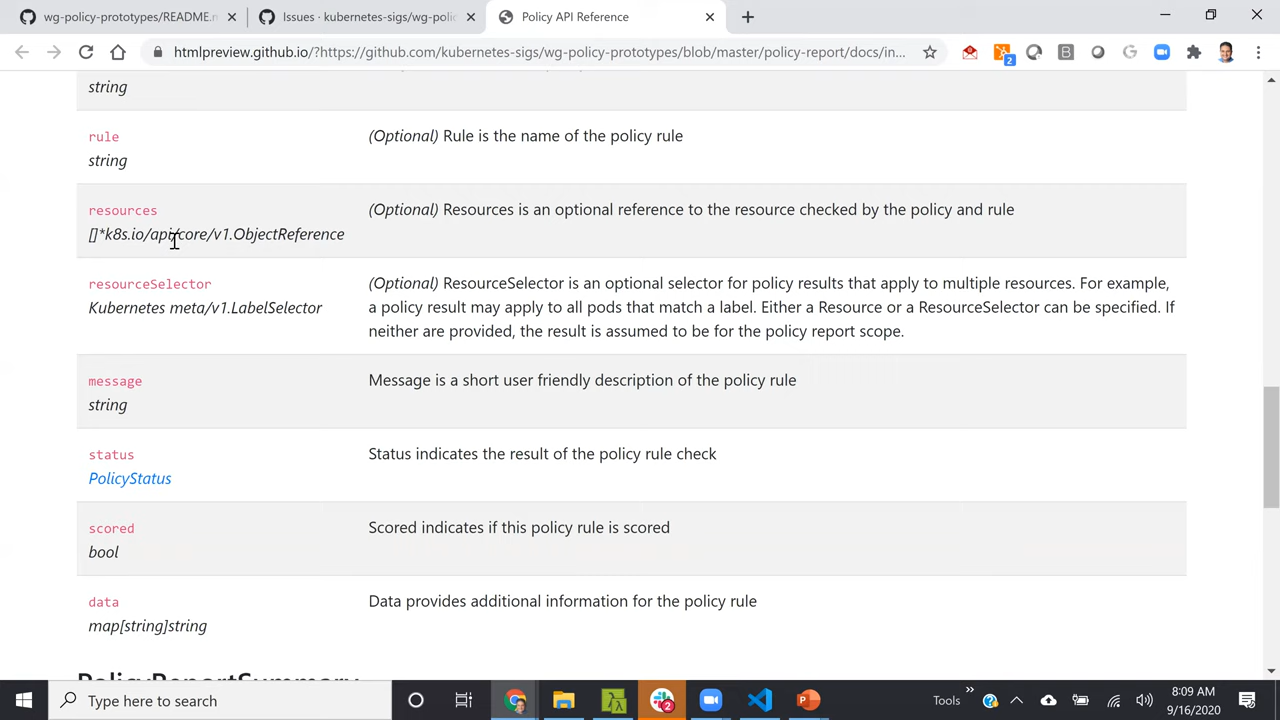 wg-policy-prototypes/README.m
Issues · kubernetes-sigs/wg-polic
Policy API Reference
htmlpreview.github.io/?https://github.com/kubernetes-sigs/wg-policy-prototypes/blob/master/policy-report/docs/in...
2
string
rule
(Optional) Rule is the name of the policy rule
string
resources
(Optional) Resources is an optional reference to the resource checked by the policy and rule
[]*k8s.io/api/core/v1.ObjectReference
resourceSelector
(Optional) ResourceSelector is an optional selector for policy results that apply to multiple resources. For example,
a policy result may apply to all pods that match a label. Either a Resource or a ResourceSelector can be specified. If
neither are provided, the result is assumed to be for the policy report scope.
Kubernetes meta/v1.LabelSelector
message
Message is a short user friendly description of the policy rule
string
status
Status indicates the result of the policy rule check
PolicyStatus
scored
Scored indicates if this policy rule is scored
bool
data
Data provides additional information for the policy rule
map[string]string
PolicyReportSummary
Type here to search
2
Tools
8:09 AM
9/16/2020